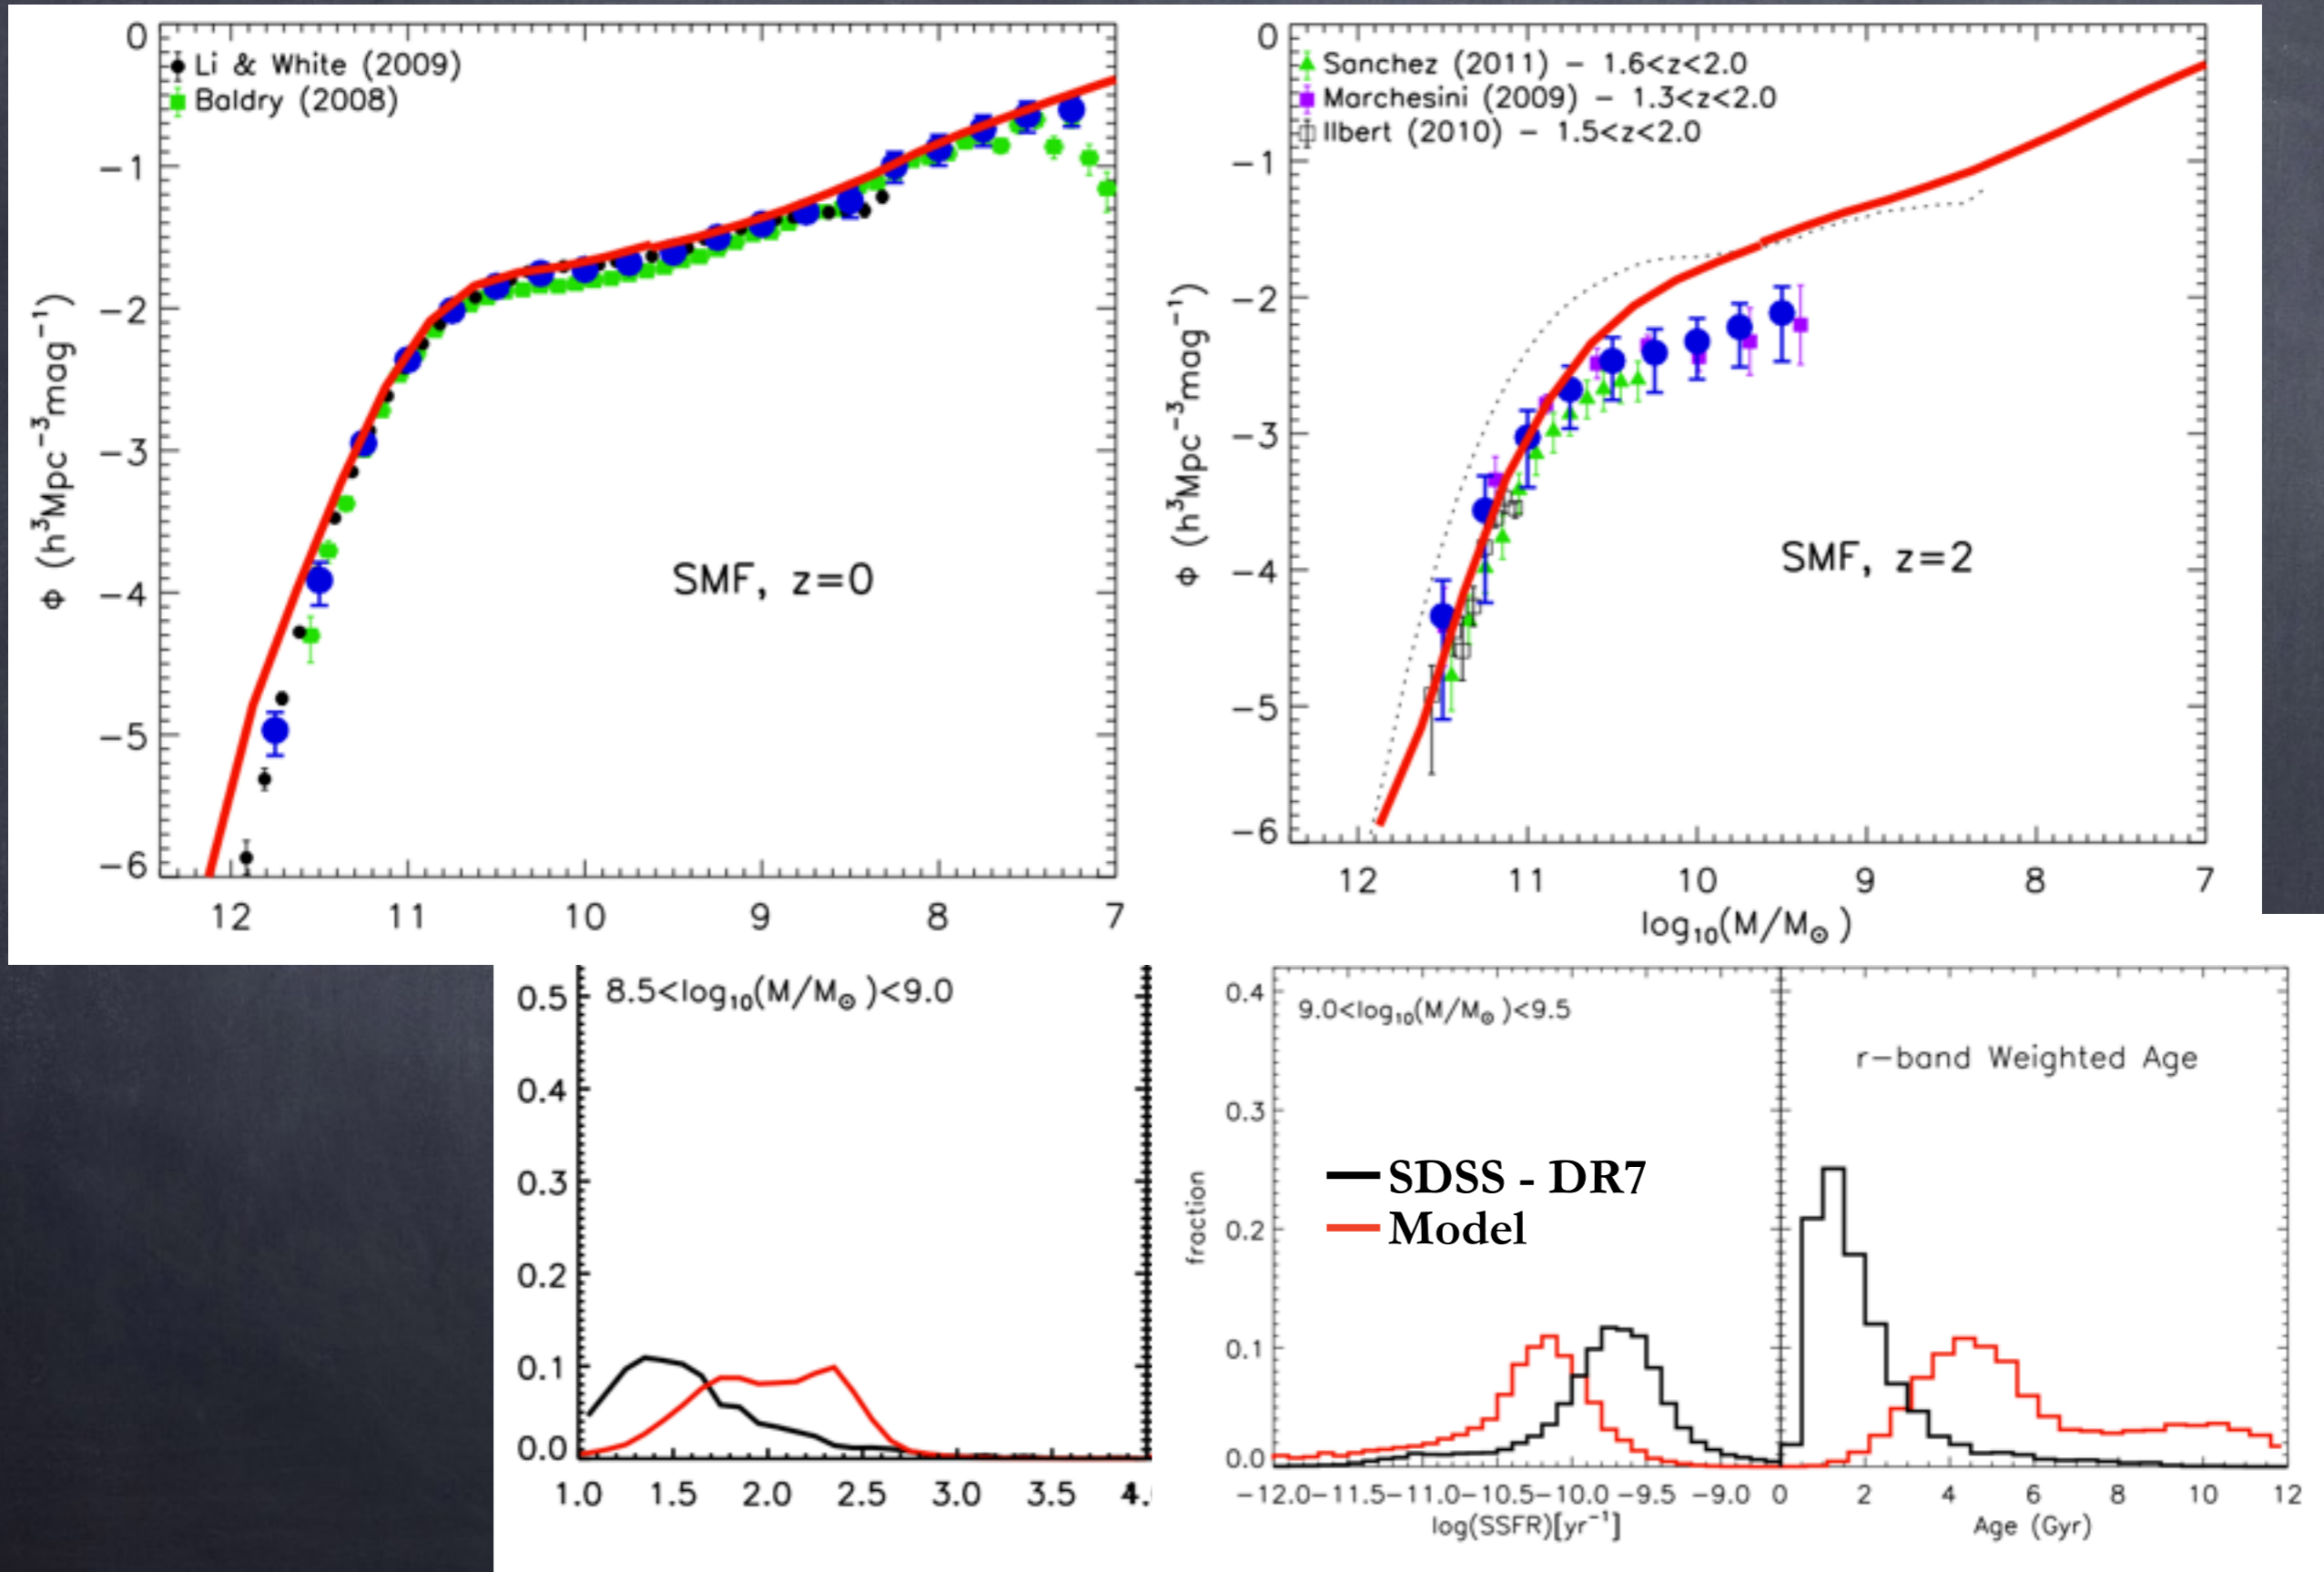 0
Li & White (2009)
Baldry (2008)
−1
−2
−3
−4
−5
−6
Φ (h³Mpc⁻³mag⁻¹)
SMF, z=0
12 11 10 9 8 7
0
Sanchez (2011) − 1.6<z<2.0
Marchesini (2009) − 1.3<z<2.0
Ilbert (2010) − 1.5<z<2.0
−1
−2
−3
−4
−5
−6
Φ (h³Mpc⁻³mag⁻¹)
SMF, z=2
12 11 10 9 8 7
log₁₀(M/M☉)
8.5<log₁₀(M/M☉)<9.0
0.5
0.4
0.3
0.2
0.1
0.0
1.0 1.5 2.0 2.5 3.0 3.5 4.
9.0<log₁₀(M/M☉)<9.5
r−band Weighted Age
0.4
0.3
0.2
0.1
0.0
fraction
SDSS - DR7
Model
−12.0−11.5−11.0−10.5−10.0 −9.5 −9.0 0 2 4 6 8 10 12
log(SSFR)[yr⁻¹] Age (Gyr)